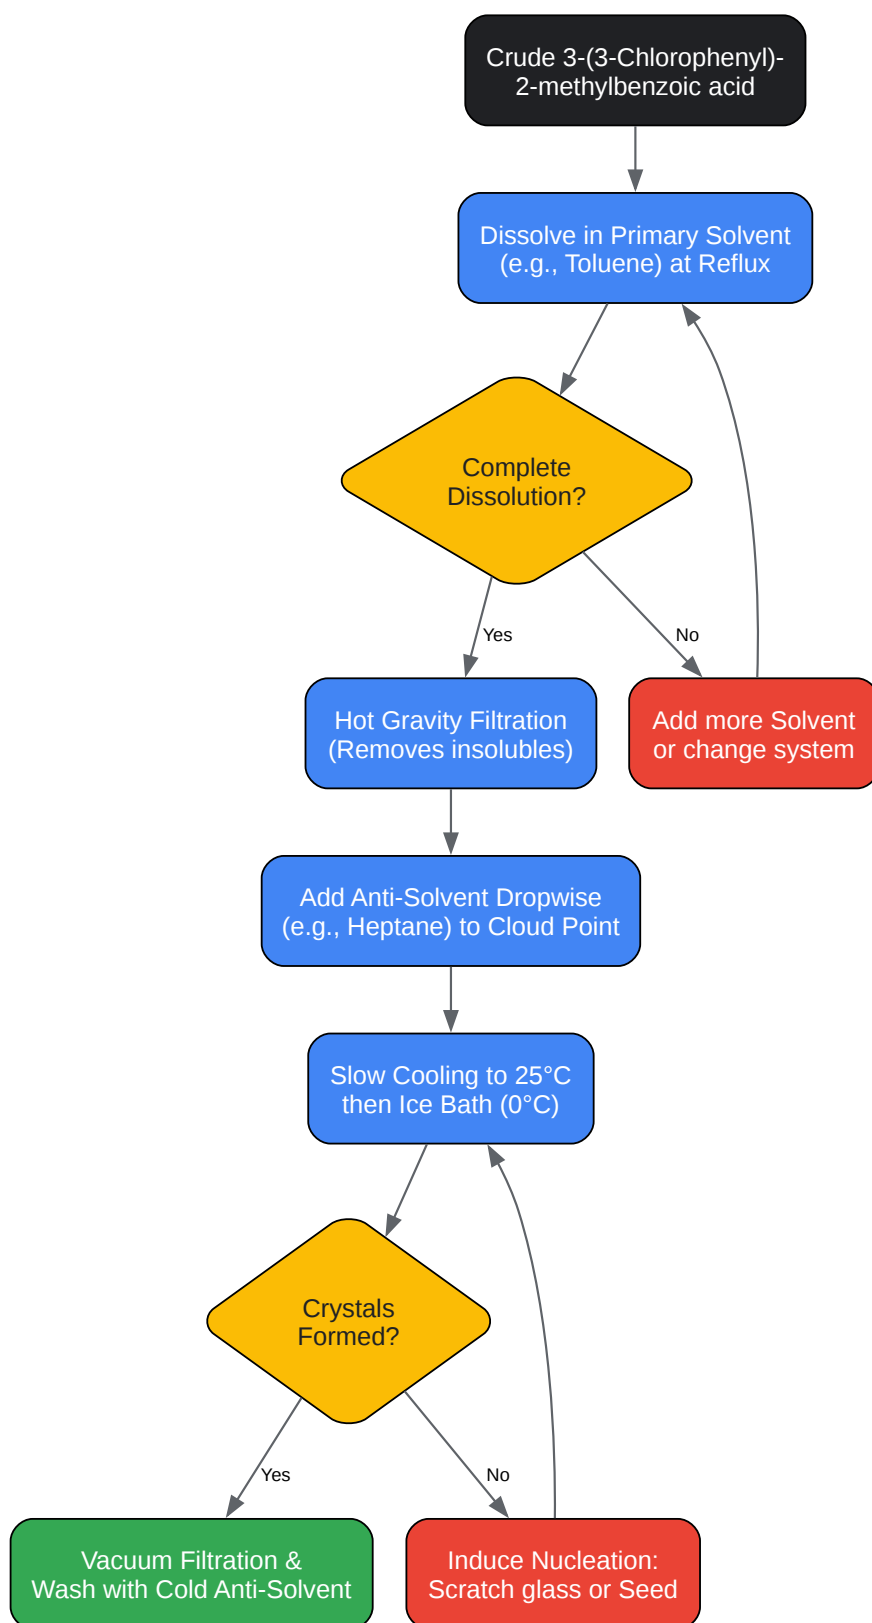 Crude 3-(3-Chlorophenyl)-
2-methylbenzoic acid
Dissolve in Primary Solvent
(e.g., Toluene) at Reflux
Complete
Dissolution?
Yes
No
Hot Gravity Filtration
(Removes insolubles)
Add more Solvent
or change system
Add Anti-Solvent Dropwise
(e.g., Heptane) to Cloud Point
Slow Cooling to 25°C
then Ice Bath (0°C)
Crystals
Formed?
Yes
No
Vacuum Filtration &
Wash with Cold Anti-Solvent
Induce Nucleation:
Scratch glass or Seed